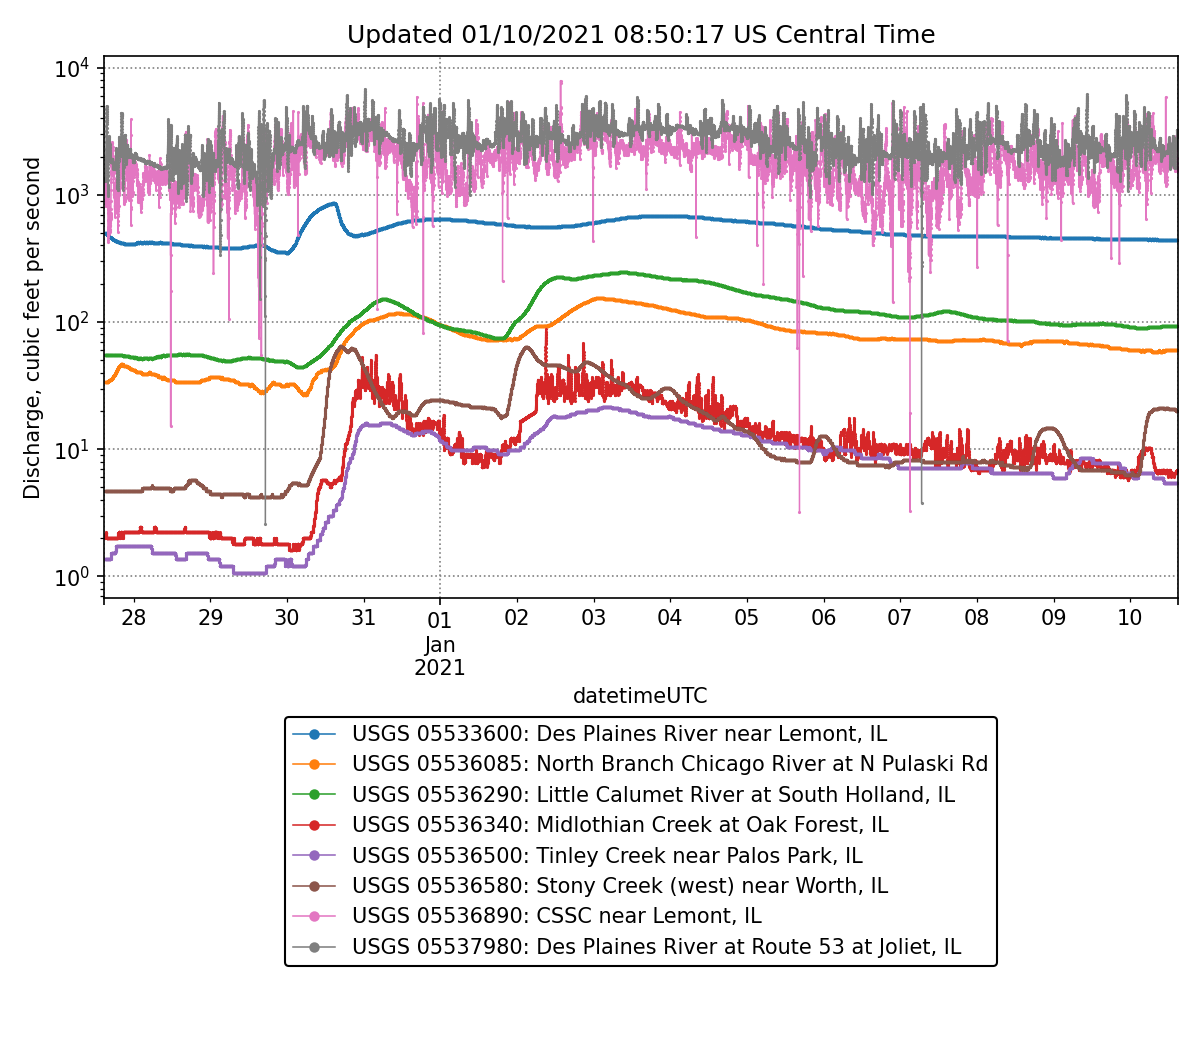 Updated 01/10/2021 08:50:17 US Central Time
Discharge, cubic feet per second
10⁴
10³
10²
10¹
10⁰
28 29 30 31 01 02 03 04 05 06 07 08 09 10
Jan
2021
datetimeUTC
USGS 05533600: Des Plaines River near Lemont, IL
USGS 05536085: North Branch Chicago River at N Pulaski Rd
USGS 05536290: Little Calumet River at South Holland, IL
USGS 05536340: Midlothian Creek at Oak Forest, IL
USGS 05536500: Tinley Creek near Palos Park, IL
USGS 05536580: Stony Creek (west) near Worth, IL
USGS 05536890: CSSC near Lemont, IL
USGS 05537980: Des Plaines River at Route 53 at Joliet, IL